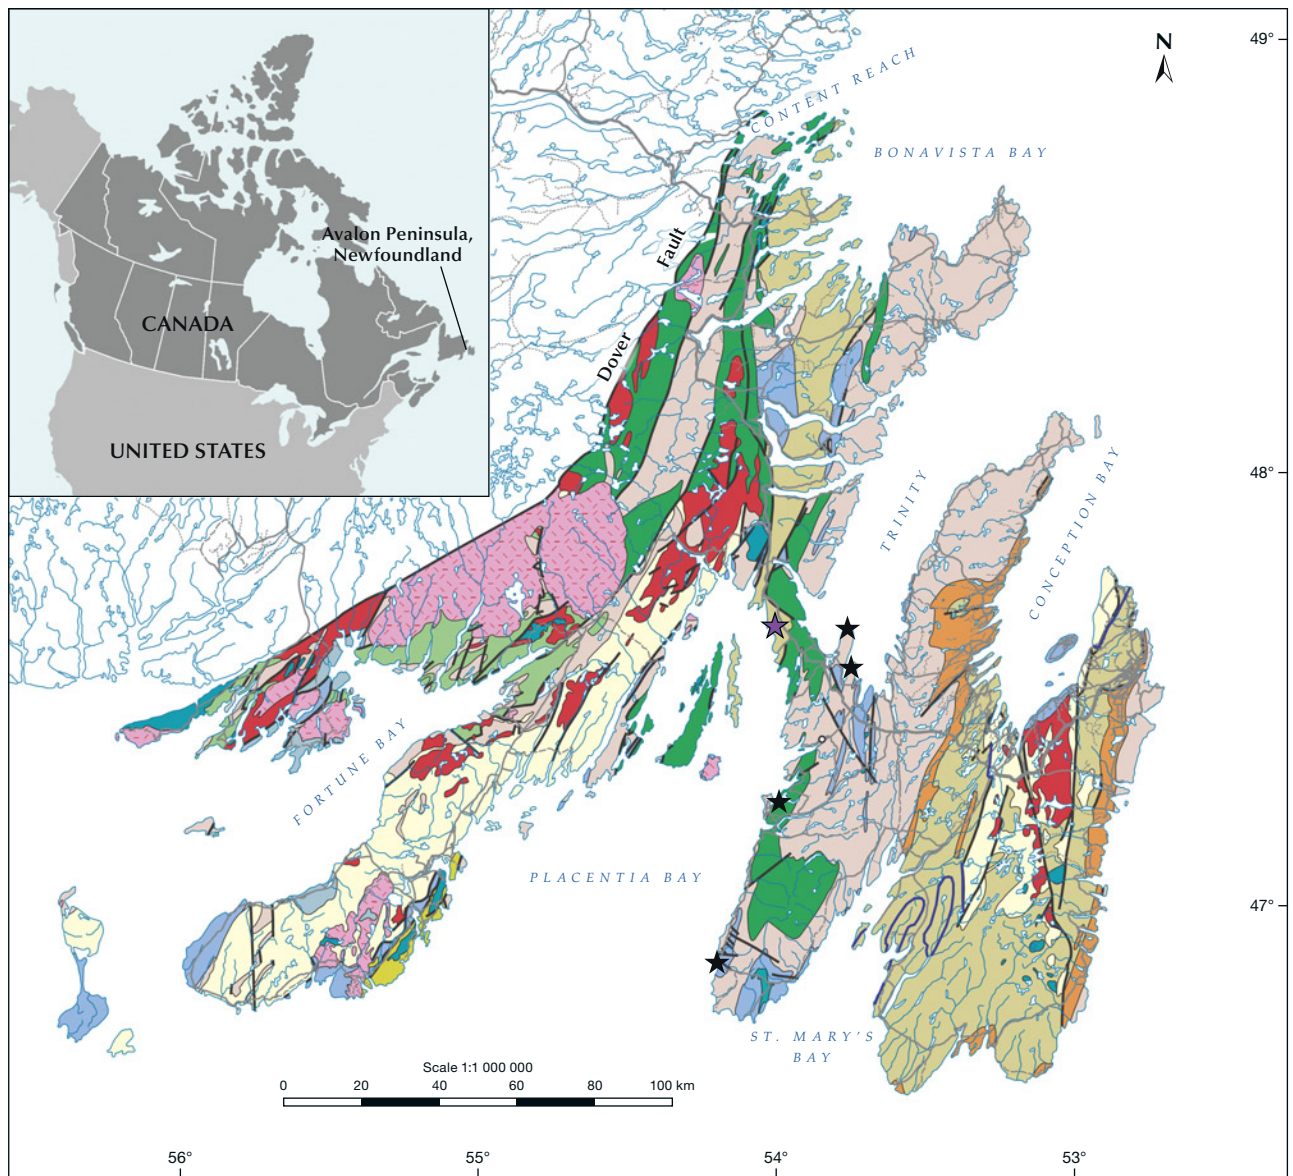 N
49°
CONTENT REACH
BONAVISTA BAY
Avalon Peninsula,
Newfoundland
CANADA
UNITED STATES
Dover Fault
48°
TRINITY
CONCEPTION BAY
FORTUNE BAY
PLACENTIA BAY
47°
ST. MARY'S
BAY
Scale 1:1 000 000
0 20 40 60 80 100 km
56° 55° 54° 53°